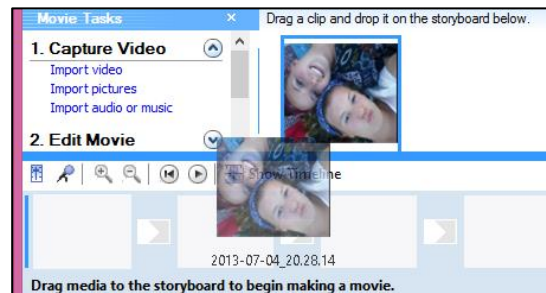 Movie Tasks ×
Drag a clip and drop it on the storyboard below.
1. Capture Video
Import video
Import pictures
Import audio or music
2. Edit Movie
Show Timeline
2013-07-04_20.28.14
Drag media to the storyboard to begin making a movie.